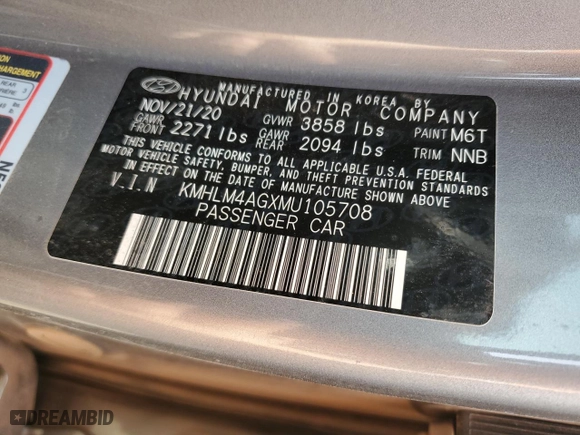 MANUFACTURED IN KOREA BY
HYUNDAI MOTOR COMPANY
NOV/21/20 GVWR 3858 lbs PAINT M6T
GAWR FRONT 2271 lbs GAWR REAR 2094 lbs TRIM NNB
THIS VEHICLE CONFORMS TO ALL APPLICABLE U.S.A. FEDERAL
MOTOR VEHICLE SAFETY, BUMPER, AND THEFT PREVENTION STANDARDS
IN EFFECT ON THE DATE OF MANUFACTURE SHOWN ABOVE
V.I.N KMHLM4AGXMU105708
PASSENGER CAR
DREAMBID